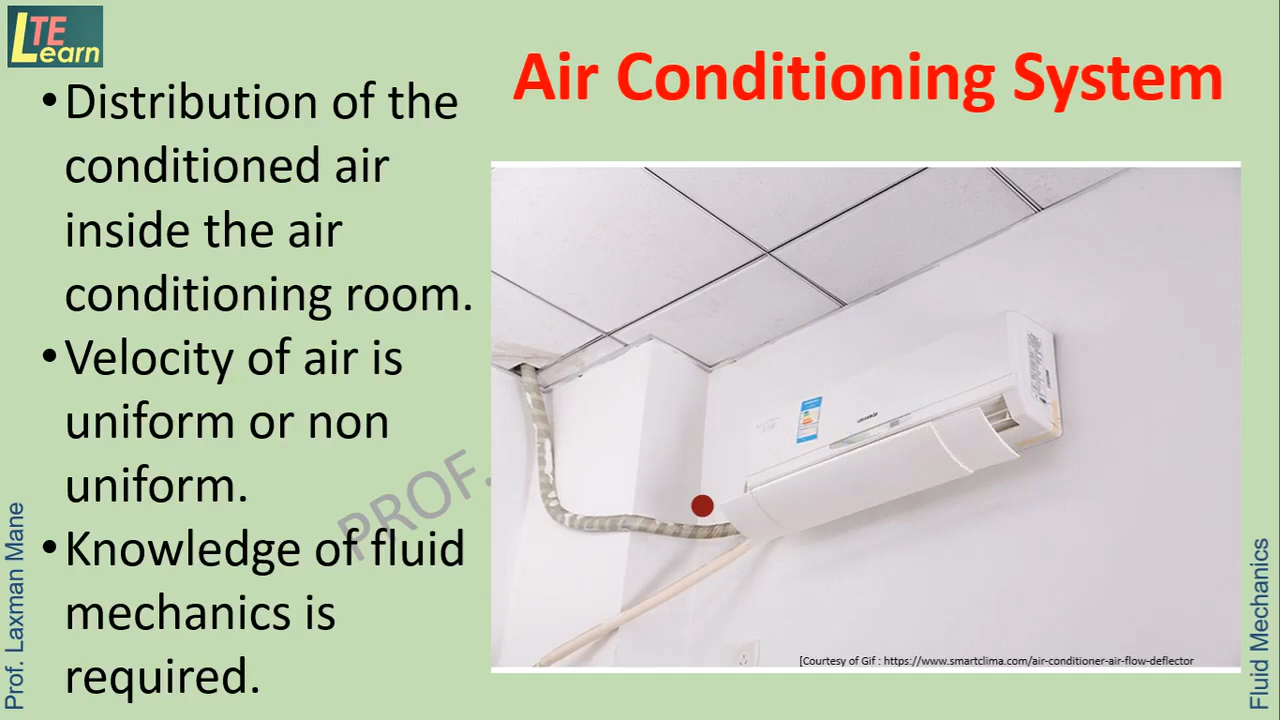 LTE
Learn
Air Conditioning System
•Distribution of the
conditioned air
inside the air
conditioning room.
•Velocity of air is
uniform or non
uniform.
•Knowledge of fluid
mechanics is
required.
PROF.
Prof. Laxman Mane
Fluid Mechanics
[Courtesy of Gif : https://www.smartclima.com/air-conditioner-air-flow-deflector